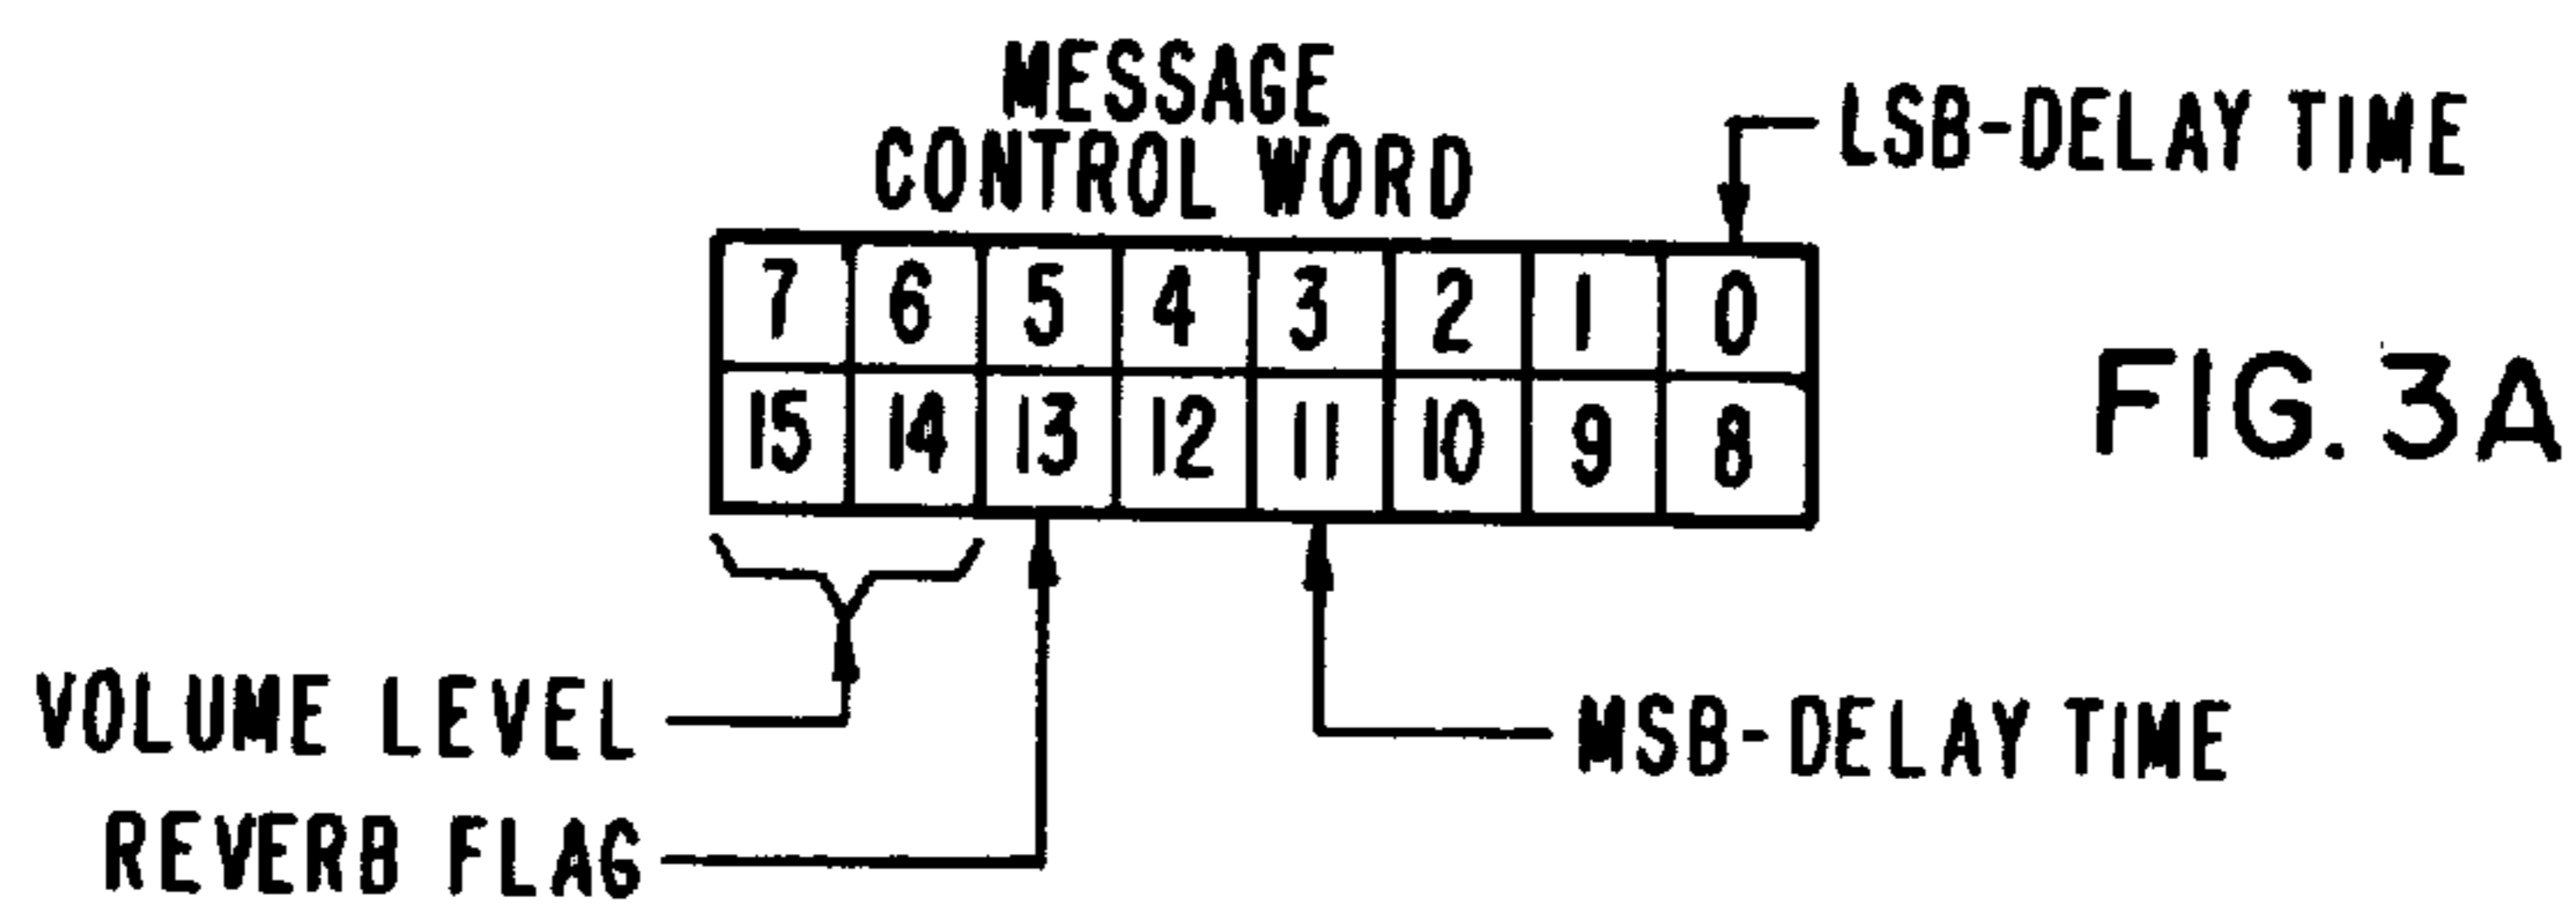 MESSAGE
CONTROL WORD
LSB-DELAY TIME
7 6 5 4 3 2 1 0
15 14 13 12 11 10 9 8
FIG. 3A
VOLUME LEVEL
MSB-DELAY TIME
REVERB FLAG